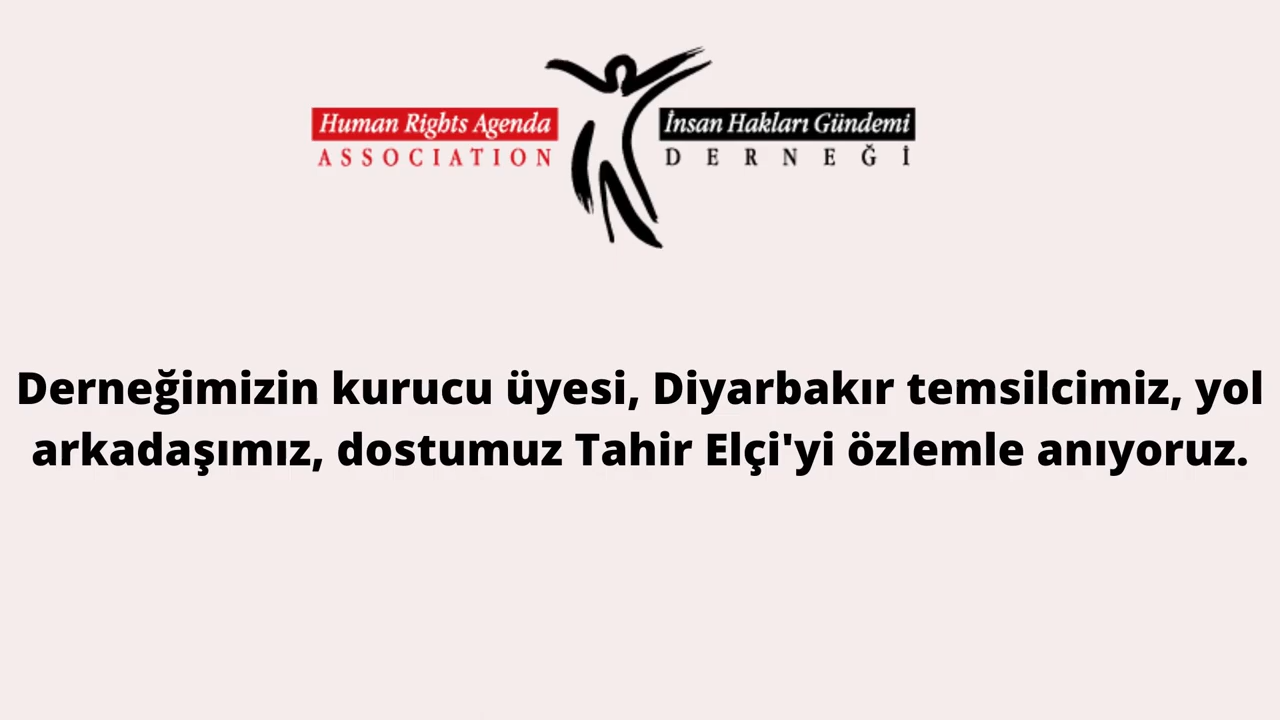 Human Rights Agenda
ASSOCIATION
İnsan Hakları Gündemi
DERNEĞİ
Derneğimizin kurucu üyesi, Diyarbakır temsilcimiz, yol
arkadaşımız, dostumuz Tahir Elçi'yi özlemle anıyoruz.